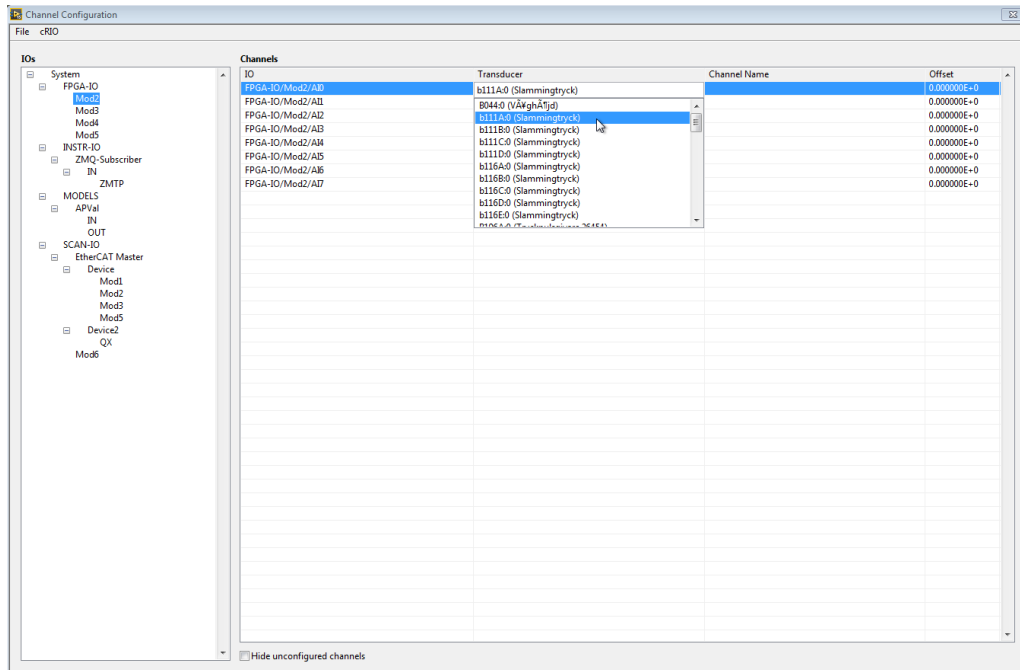 Channel Configuration
File cRIO
IOs
System
FPGA-IO
Mod2
Mod3
Mod4
Mod5
INSTR-IO
ZMQ-Subscriber
IN
ZMTP
MODELS
APVal
IN
OUT
SCAN-IO
EtherCAT Master
Device
Mod1
Mod2
Mod3
Mod5
Device2
QX
Mod6
Channels
IO Transducer Channel Name Offset
FPGA-IO/Mod2/AI0 b111A:0 (Slammingtryck) 0.000000E+0
FPGA-IO/Mod2/AI1 0.000000E+0
FPGA-IO/Mod2/AI2 0.000000E+0
FPGA-IO/Mod2/AI3 0.000000E+0
FPGA-IO/Mod2/AI4 0.000000E+0
FPGA-IO/Mod2/AI5 0.000000E+0
FPGA-IO/Mod2/AI6 0.000000E+0
FPGA-IO/Mod2/AI7 0.000000E+0
B044:0 (VÃ¥ghÃ¶jd)
b111A:0 (Slammingtryck)
b111B:0 (Slammingtryck)
b111C:0 (Slammingtryck)
b111D:0 (Slammingtryck)
b116A:0 (Slammingtryck)
b116B:0 (Slammingtryck)
b116C:0 (Slammingtryck)
b116D:0 (Slammingtryck)
b116E:0 (Slammingtryck)
Hide unconfigured channels